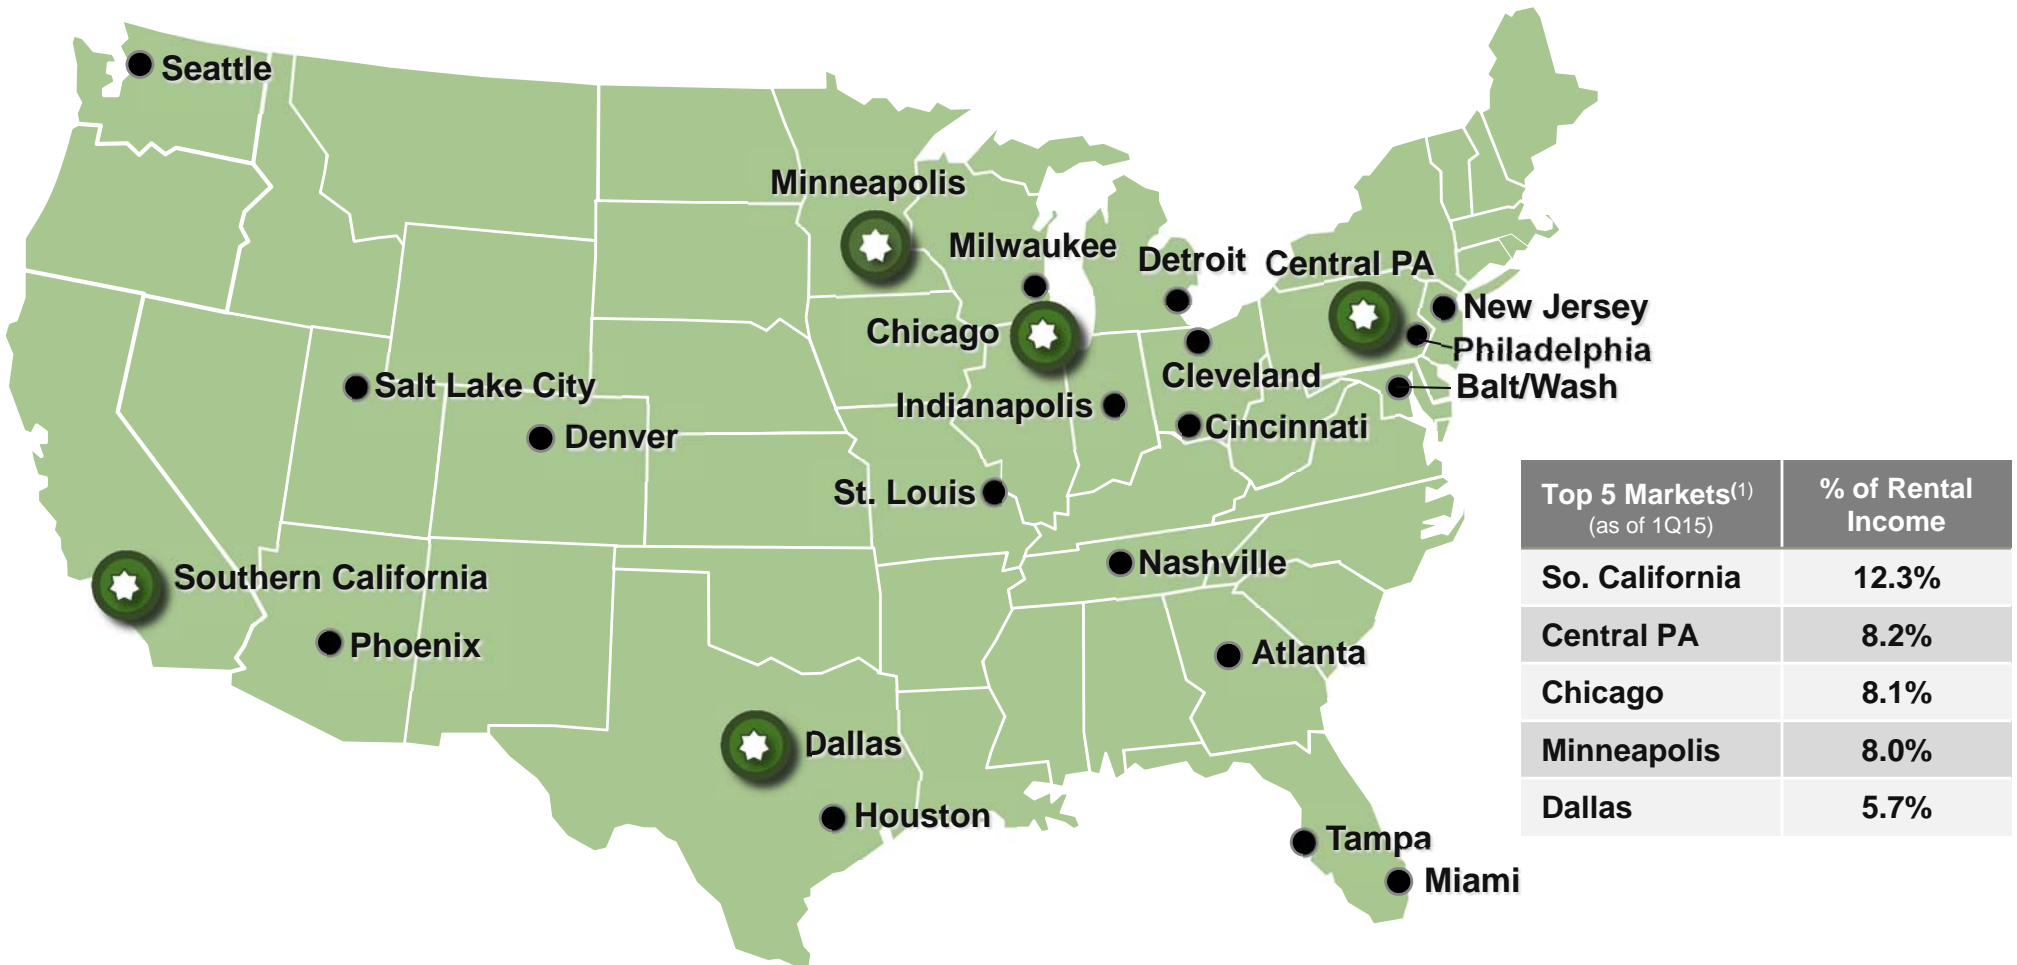 Seattle
Minneapolis
Milwaukee
Detroit
Central PA
New Jersey
Chicago
Philadelphia
Cleveland
Balt/Wash
Salt Lake City
Indianapolis
Cincinnati
Denver
St. Louis
Nashville
Southern California
Phoenix
Atlanta
Dallas
Houston
Tampa
Miami
Top 5 Markets(1)
(as of 1Q15)
% of Rental
Income
So. California 12.3%
Central PA 8.2%
Chicago 8.1%
Minneapolis 8.0%
Dallas 5.7%